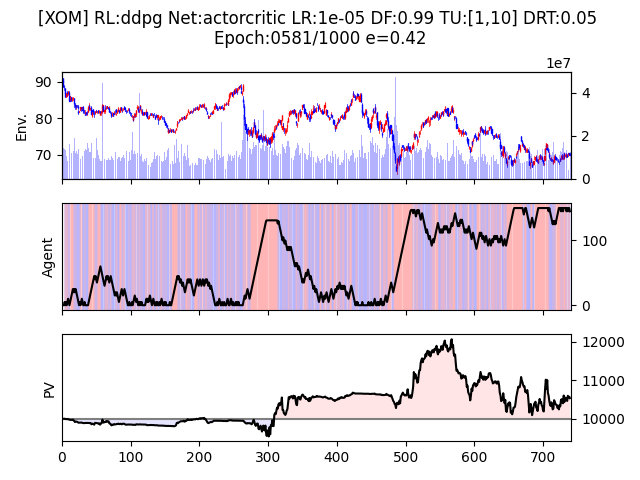 [XOM] RL:ddpg Net:actorcritic LR:1e-05 DF:0.99 TU:[1,10] DRT:0.05
Epoch:0581/1000 e=0.42
1e7
90
80
70
Env.
4
2
0
Agent
100
0
PV
12000
11000
10000
0 100 200 300 400 500 600 700